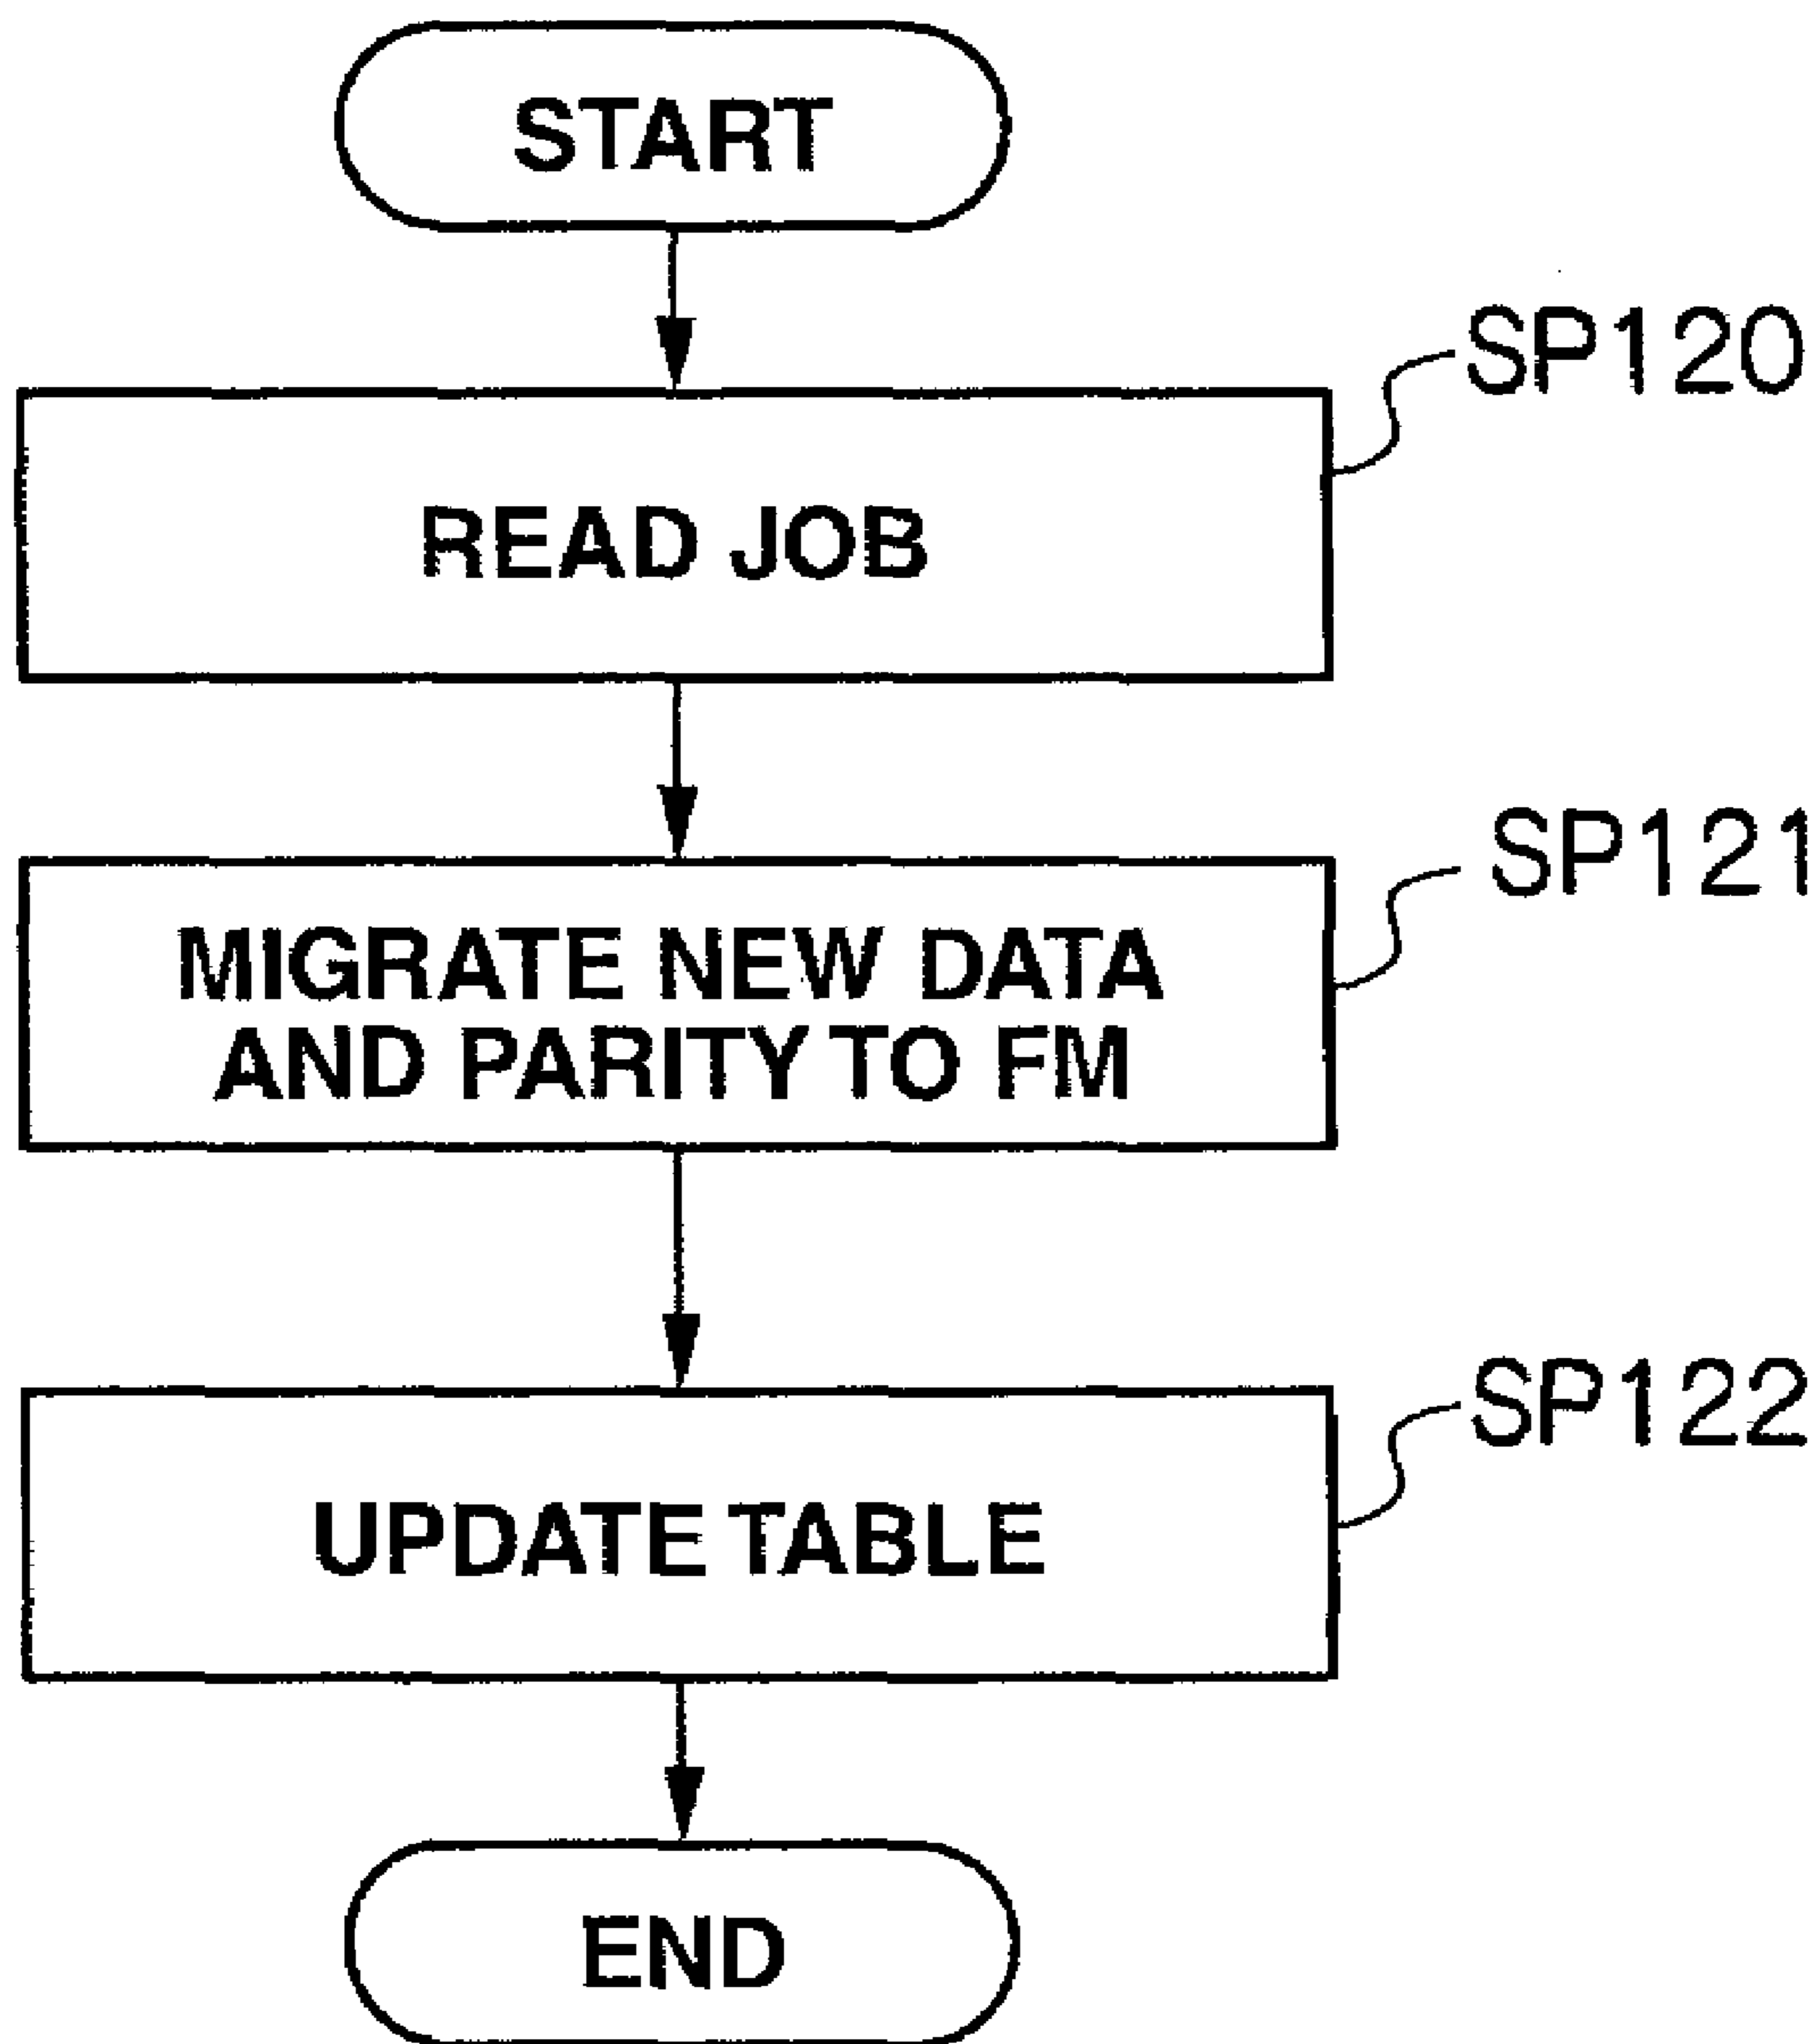 START
SP120
READ JOB
SP121
MIGRATE NEW DATA
AND PARITY TO FM
SP122
UPDATE TABLE
END